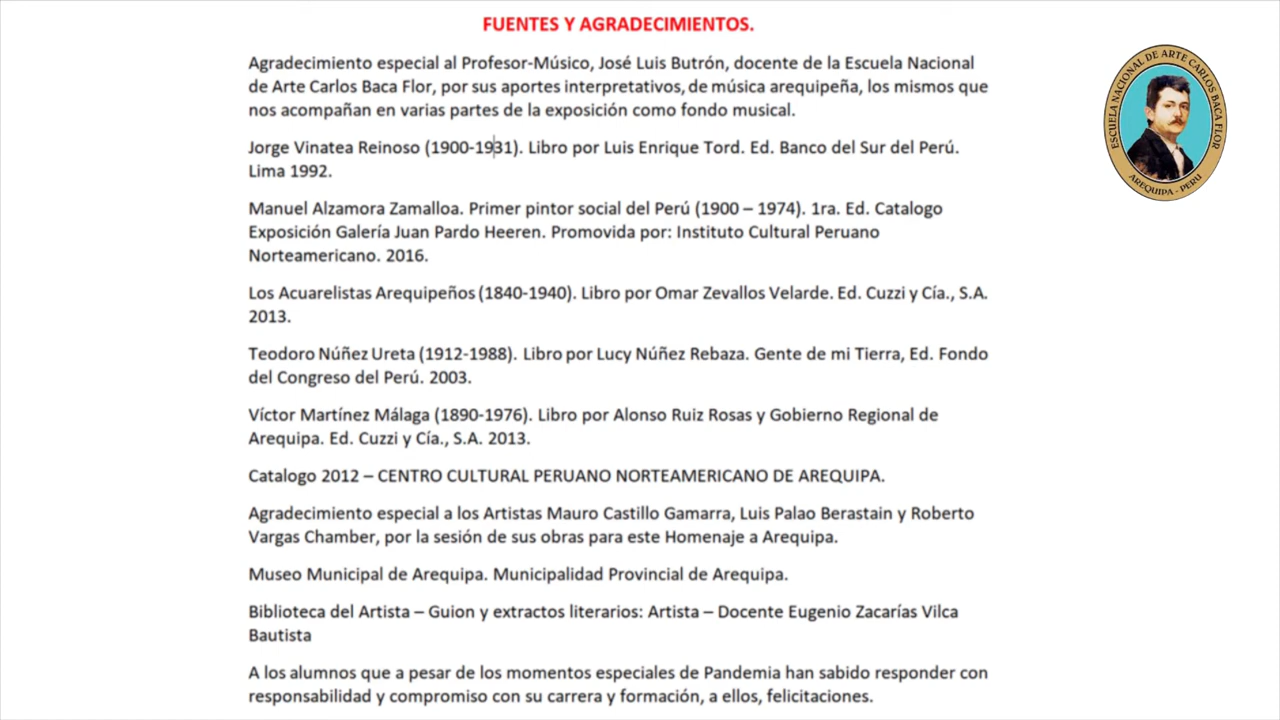 FUENTES Y AGRADECIMIENTOS.
Agradecimiento especial al Profesor-Músico, José Luis Butrón, docente de la Escuela Nacional
de Arte Carlos Baca Flor, por sus aportes interpretativos, de música arequipeña, los mismos que
nos acompañan en varias partes de la exposición como fondo musical.
Jorge Vinatea Reinoso (1900-1931). Libro por Luis Enrique Tord. Ed. Banco del Sur del Perú.
Lima 1992.
Manuel Alzamora Zamalloa. Primer pintor social del Perú (1900 – 1974). 1ra. Ed. Catalogo
Exposición Galería Juan Pardo Heeren. Promovida por: Instituto Cultural Peruano
Norteamericano. 2016.
Los Acuarelistas Arequipeños (1840-1940). Libro por Omar Zevallos Velarde. Ed. Cuzzi y Cía., S.A.
2013.
Teodoro Núñez Ureta (1912-1988). Libro por Lucy Núñez Rebaza. Gente de mi Tierra, Ed. Fondo
del Congreso del Perú. 2003.
Víctor Martínez Málaga (1890-1976). Libro por Alonso Ruiz Rosas y Gobierno Regional de
Arequipa. Ed. Cuzzi y Cía., S.A. 2013.
Catalogo 2012 – CENTRO CULTURAL PERUANO NORTEAMERICANO DE AREQUIPA.
Agradecimiento especial a los Artistas Mauro Castillo Gamarra, Luis Palao Berastain y Roberto
Vargas Chamber, por la sesión de sus obras para este Homenaje a Arequipa.
Museo Municipal de Arequipa. Municipalidad Provincial de Arequipa.
Biblioteca del Artista – Guion y extractos literarios: Artista – Docente Eugenio Zacarías Vilca
Bautista
A los alumnos que a pesar de los momentos especiales de Pandemia han sabido responder con
responsabilidad y compromiso con su carrera y formación, a ellos, felicitaciones.
ESCUELA NACIONAL DE ARTE CARLOS BACA FLOR
AREQUIPA - PERU